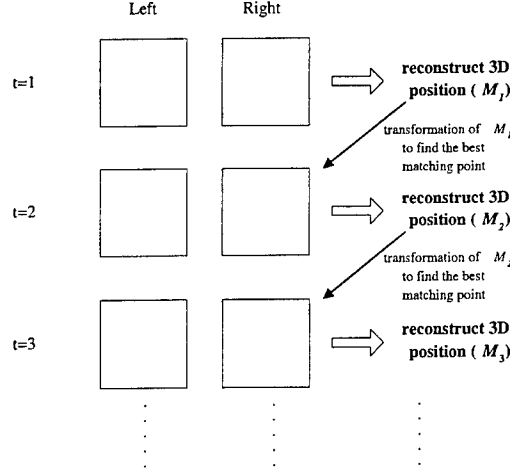 Left Right
t=1
reconstruct 3D
position ( M1)
transformation of M1
to find the best
matching point
t=2
reconstruct 3D
position ( M2)
transformation of M2
to find the best
matching point
t=3
reconstruct 3D
position ( M3)